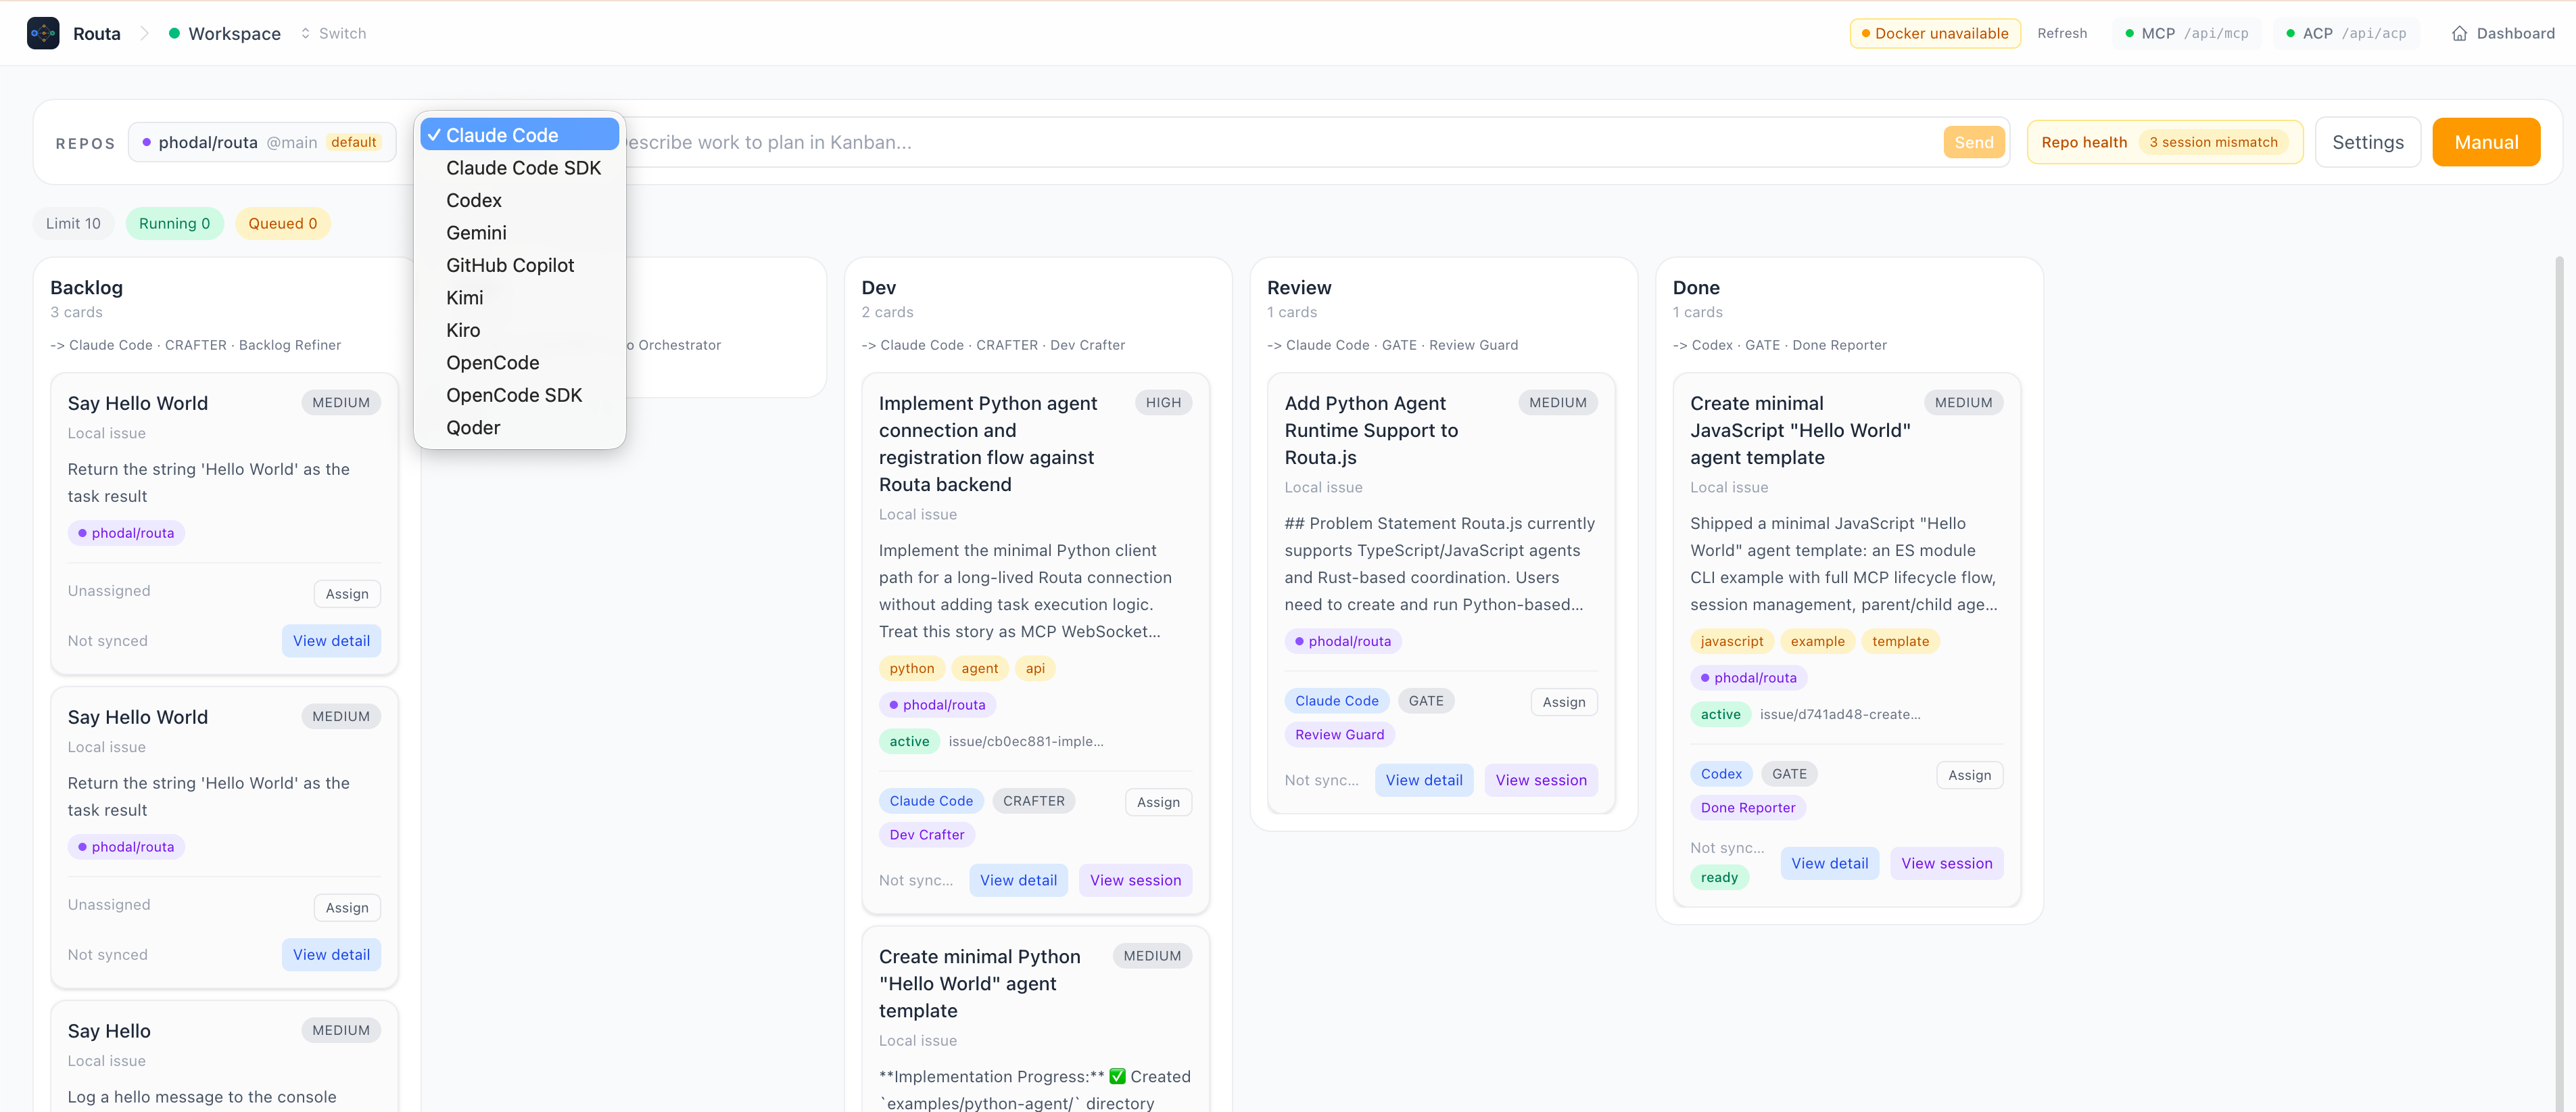 Routa
Workspace
Switch
Docker unavailable
Refresh
MCP /api/mcp
ACP /api/acp
Dashboard
REPOS
phodal/routa @main default
Claude Code
Claude Code SDK
Codex
Gemini
GitHub Copilot
Kimi
Kiro
OpenCode
OpenCode SDK
Qoder
escribe work to plan in Kanban...
Send
Repo health 3 session mismatch
Settings
Manual
Limit 10
Running 0
Queued 0
Backlog
3 cards
-> Claude Code · CRAFTER · Backlog Refiner
Say Hello World
MEDIUM
Local issue
Return the string 'Hello World' as the
task result
phodal/routa
Unassigned
Assign
Not synced
View detail
Say Hello World
MEDIUM
Local issue
Return the string 'Hello World' as the
task result
phodal/routa
Unassigned
Assign
Not synced
View detail
Say Hello
MEDIUM
Local issue
Log a hello message to the console
o Orchestrator
Dev
2 cards
-> Claude Code · CRAFTER · Dev Crafter
Implement Python agent
connection and
registration flow against
Routa backend
HIGH
Local issue
Implement the minimal Python client
path for a long-lived Routa connection
without adding task execution logic.
Treat this story as MCP WebSocket...
python
agent
api
phodal/routa
active
issue/cb0ec881-imple...
Claude Code
CRAFTER
Assign
Dev Crafter
Not sync...
View detail
View session
Create minimal Python
"Hello World" agent
template
MEDIUM
Local issue
**Implementation Progress:** ✅ Created
`examples/python-agent/` directory
Review
1 cards
-> Claude Code · GATE · Review Guard
Add Python Agent
Runtime Support to
Routa.js
MEDIUM
Local issue
## Problem Statement Routa.js currently
supports TypeScript/JavaScript agents
and Rust-based coordination. Users
need to create and run Python-based...
phodal/routa
Claude Code
GATE
Assign
Review Guard
Not sync...
View detail
View session
Done
1 cards
-> Codex · GATE · Done Reporter
Create minimal
JavaScript "Hello World"
agent template
MEDIUM
Local issue
Shipped a minimal JavaScript "Hello
World" agent template: an ES module
CLI example with full MCP lifecycle flow,
session management, parent/child age...
javascript
example
template
phodal/routa
active
issue/d741ad48-create...
Codex
GATE
Assign
Done Reporter
Not sync...
ready
View detail
View session